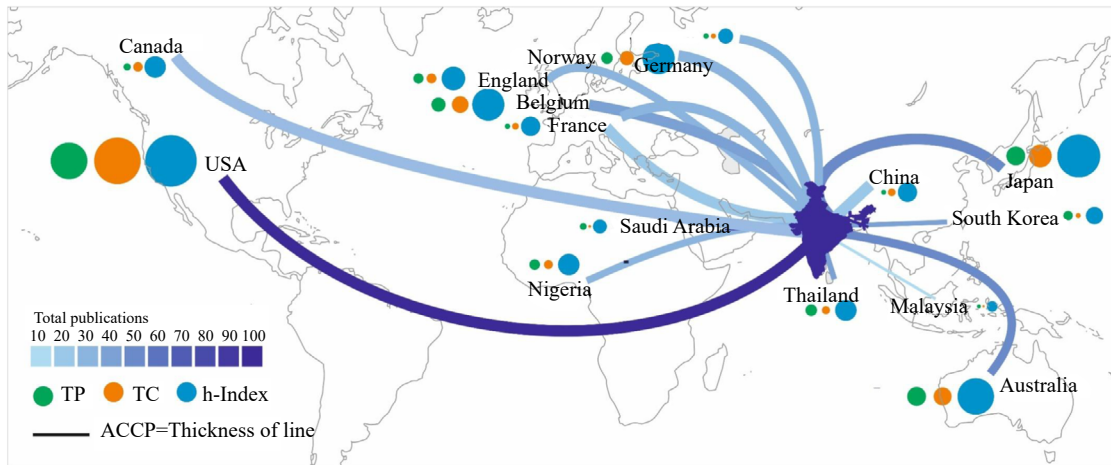 Canada
Norway
Germany
England
Belgium
France
USA
China
Japan
Saudi Arabia
South Korea
Nigeria
Thailand
Malaysia
Australia
Total publications
10 20 30 40 50 60 70 80 90 100
TP TC h-Index
ACCP=Thickness of line